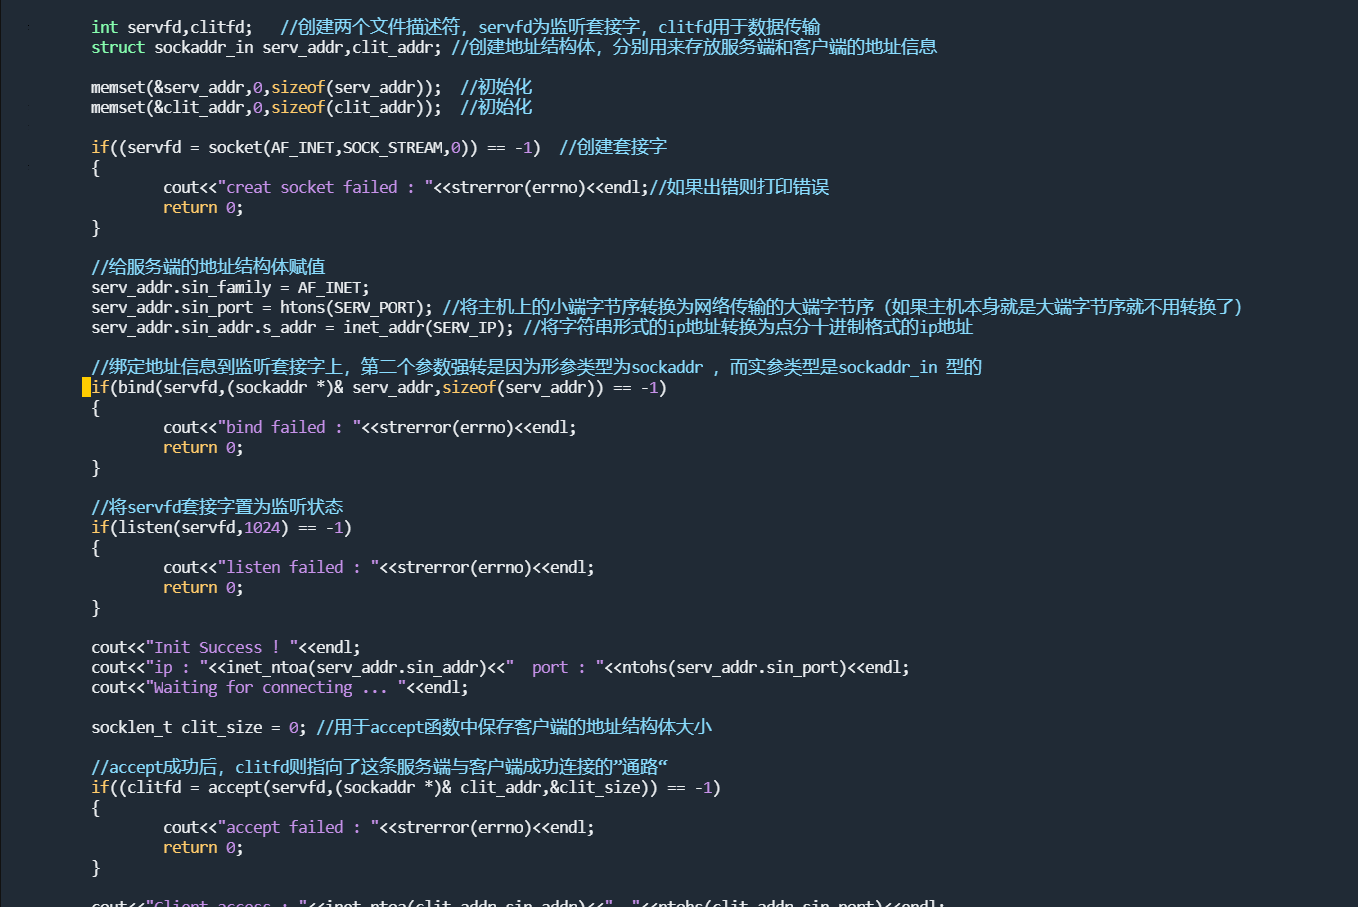 int servfd,clitfd;   //创建两个文件描述符，servfd为监听套接字，clitfd用于数据传输
struct sockaddr_in serv_addr,clit_addr; //创建地址结构体，分别用来存放服务端和客户端的地址信息
memset(&serv_addr,0,sizeof(serv_addr));  //初始化
memset(&clit_addr,0,sizeof(clit_addr));  //初始化
if((servfd = socket(AF_INET,SOCK_STREAM,0)) == -1)  //创建套接字
{
cout<<"creat socket failed : "<<strerror(errno)<<endl;//如果出错则打印错误
return 0;
}
//给服务端的地址结构体赋值
serv_addr.sin_family = AF_INET;
serv_addr.sin_port = htons(SERV_PORT); //将主机上的小端字节序转换为网络传输的大端字节序（如果主机本身就是大端字节序就不用转换了）
serv_addr.sin_addr.s_addr = inet_addr(SERV_IP); //将字符串形式的ip地址转换为点分十进制格式的ip地址
//绑定地址信息到监听套接字上，第二个参数强转是因为形参类型为sockaddr ，而实参类型是sockaddr_in 型的
if(bind(servfd,(sockaddr *)& serv_addr,sizeof(serv_addr)) == -1)
{
cout<<"bind failed : "<<strerror(errno)<<endl;
return 0;
}
//将servfd套接字置为监听状态
if(listen(servfd,1024) == -1)
{
cout<<"listen failed : "<<strerror(errno)<<endl;
return 0;
}
cout<<"Init Success ! "<<endl;
cout<<"ip : "<<inet_ntoa(serv_addr.sin_addr)<<"  port : "<<ntohs(serv_addr.sin_port)<<endl;
cout<<"Waiting for connecting ... "<<endl;
socklen_t clit_size = 0; //用于accept函数中保存客户端的地址结构体大小
//accept成功后，clitfd则指向了这条服务端与客户端成功连接的”通路“
if((clitfd = accept(servfd,(sockaddr *)& clit_addr,&clit_size)) == -1)
{
cout<<"accept failed : "<<strerror(errno)<<endl;
return 0;
}
cout<<"Client access : "<<inet_ntoa(clit_addr.sin_addr)<<"  "<<ntohs(clit_addr.sin_port)<<endl;